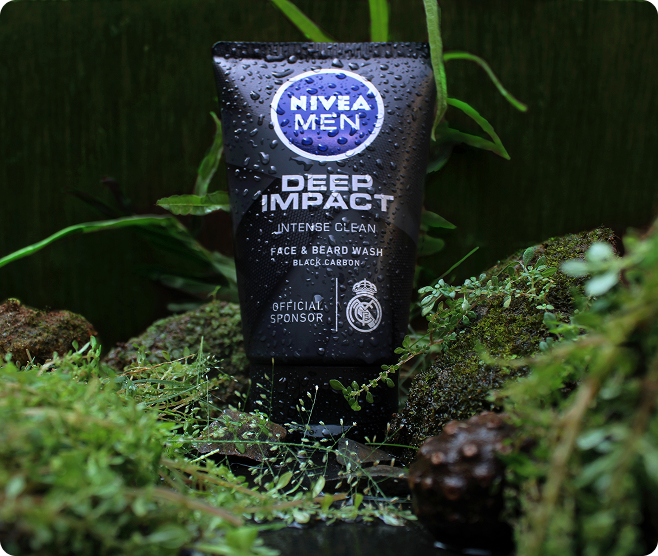 NIVEA
MEN
DEEP
IMPACT
INTENSE CLEAN
FACE & BEARD WASH
BLACK CARBON
OFFICIAL
SPONSOR